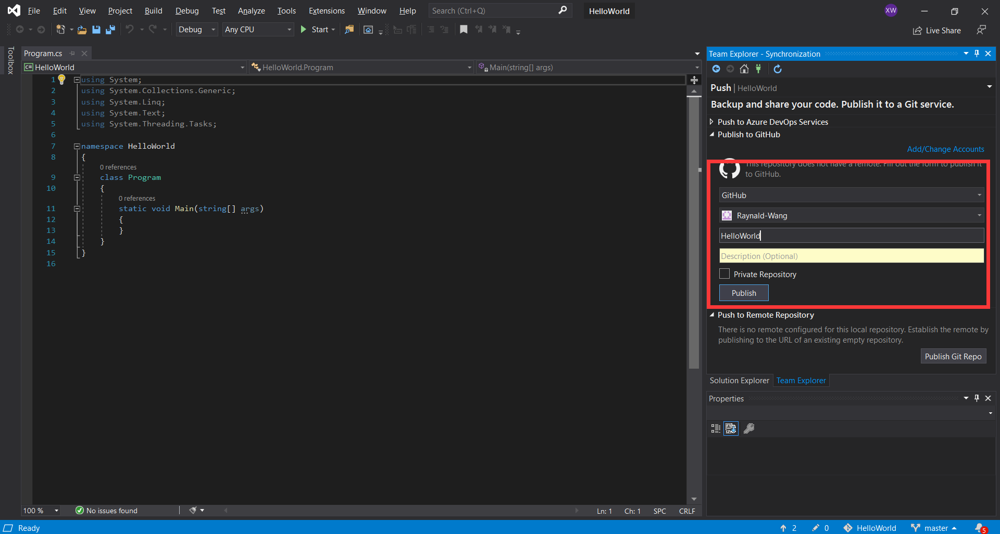 File Edit View Project Build Debug Test Analyze Tools Extensions Window Help Search (Ctrl+Q) HelloWorld XW
Debug Any CPU Start Live Share
Toolbox
Program.cs
C# HelloWorld HelloWorld.Program Main(string[] args)
1 using System;
2 using System.Collections.Generic;
3 using System.Linq;
4 using System.Text;
5 using System.Threading.Tasks;
6
7 namespace HelloWorld
8 {
0 references
9 class Program
10 {
0 references
11 static void Main(string[] args)
12 {
13 }
14 }
15 }
16
100 % No issues found Ln: 1 Ch: 1 SPC CRLF
Team Explorer - Synchronization
Push | HelloWorld
Backup and share your code. Publish it to a Git service.
Push to Azure DevOps Services
Publish to GitHub
Add/Change Accounts
This repository does not have a remote. Fill out the form to publish it
to GitHub.
GitHub
Raynald-Wang
HelloWorld
Description (Optional)
Private Repository
Publish
Push to Remote Repository
There is no remote configured for this local repository. Establish the remote by
publishing to the URL of an existing empty repository.
Publish Git Repo
Solution Explorer Team Explorer
Properties
Ready 2 0 HelloWorld master 5